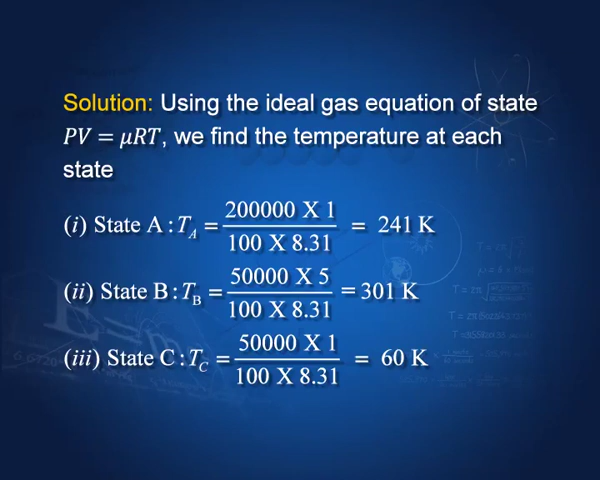 Solution: Using the ideal gas equation of state
PV = μRT, we find the temperature at each
state
(i) State A : T_A = 200000 X 1 / 100 X 8.31 = 241 K
(ii) State B : T_B = 50000 X 5 / 100 X 8.31 = 301 K
(iii) State C : T_C = 50000 X 1 / 100 X 8.31 = 60 K